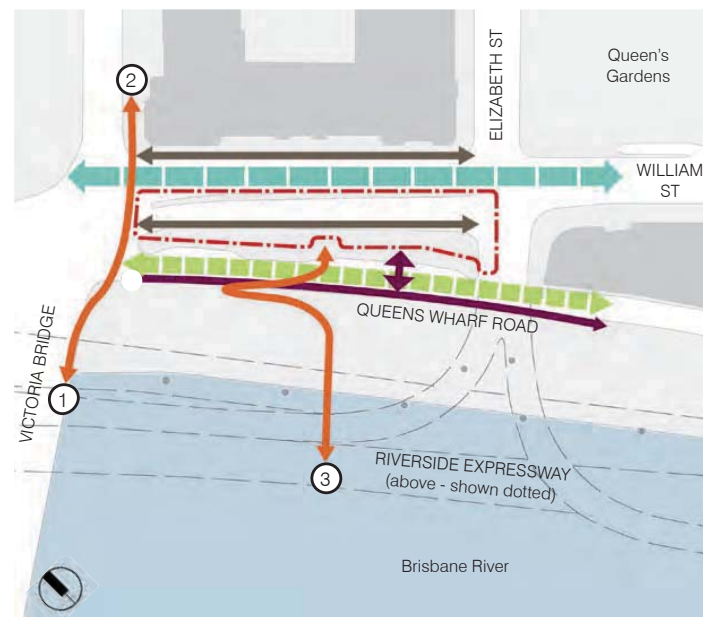 ELIZABETH ST
Queen's
Gardens
2
WILLIAM
ST
QUEENS WHARF ROAD
VICTORIA BRIDGE
1
3
RIVERSIDE EXPRESSWAY
(above - shown dotted)
Brisbane River